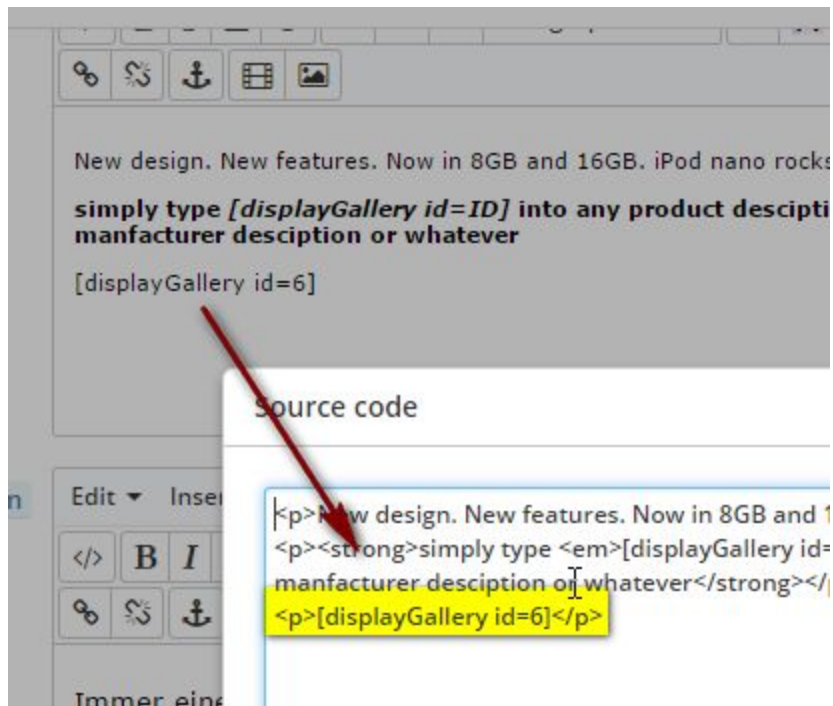 New design. New features. Now in 8GB and 16GB. iPod nano rocks
simply type [displayGallery id=ID] into any product descipti
manfacturer desciption or whatever
[displayGallery id=6]
Source code
n
Edit Inser
<p>New design. New features. Now in 8GB and 1
</> B I
<p><strong>simply type <em>[displayGallery id=
manfacturer desciption or whatever</strong></p
<p>[displayGallery id=6]</p>
Immer eine